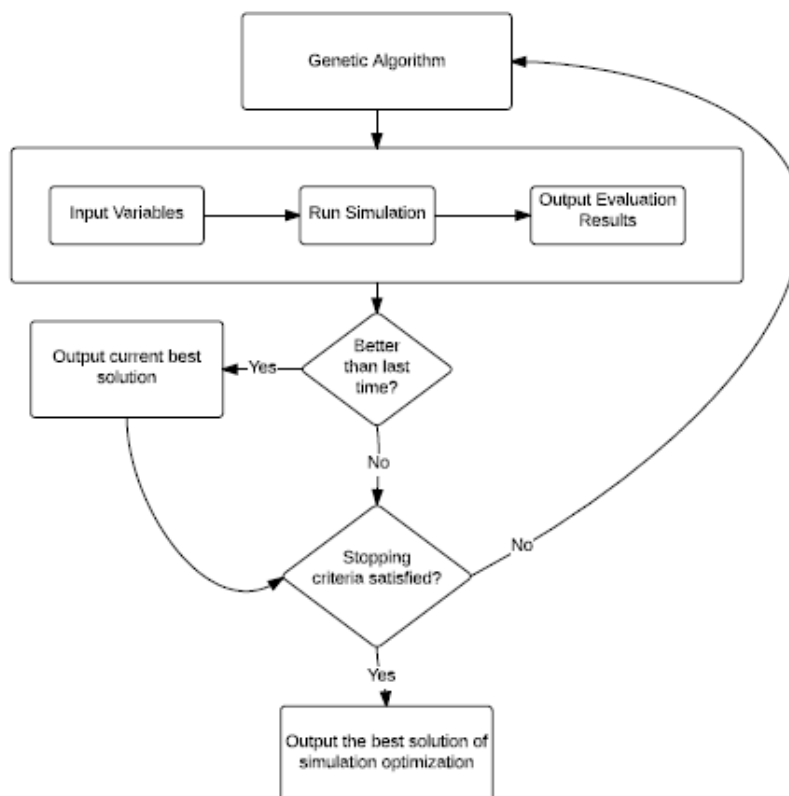 Genetic Algorithm
Input Variables
Run Simulation
Output Evaluation
Results
Better
than last
time?
Yes
Output current best
solution
No
Stopping
criteria satisfied?
No
Yes
Output the best solution of
simulation optimization